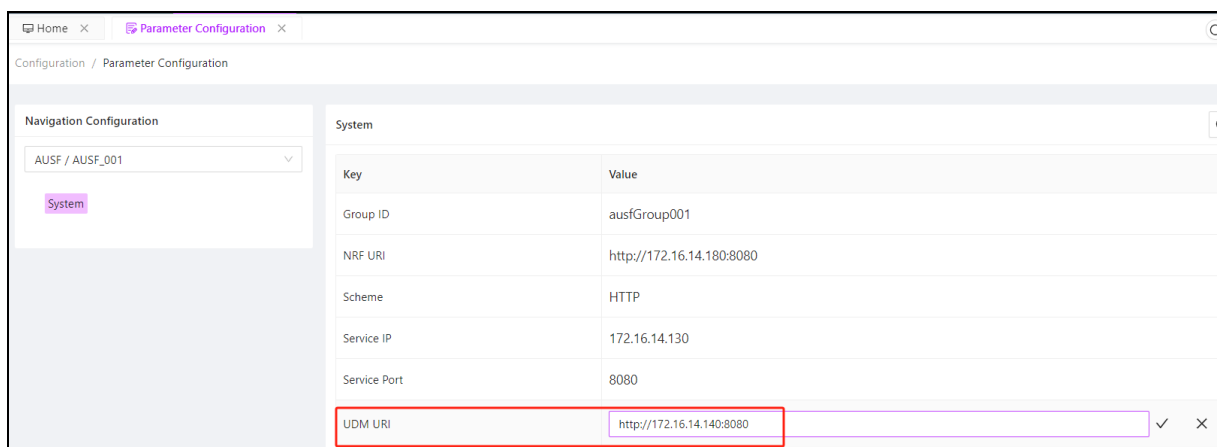 Home
Parameter Configuration
Configuration / Parameter Configuration
Navigation Configuration
AUSF / AUSF_001
System
System
Key Value
Group ID ausfGroup001
NRF URI http://172.16.14.180:8080
Scheme HTTP
Service IP 172.16.14.130
Service Port 8080
UDM URI http://172.16.14.140:8080